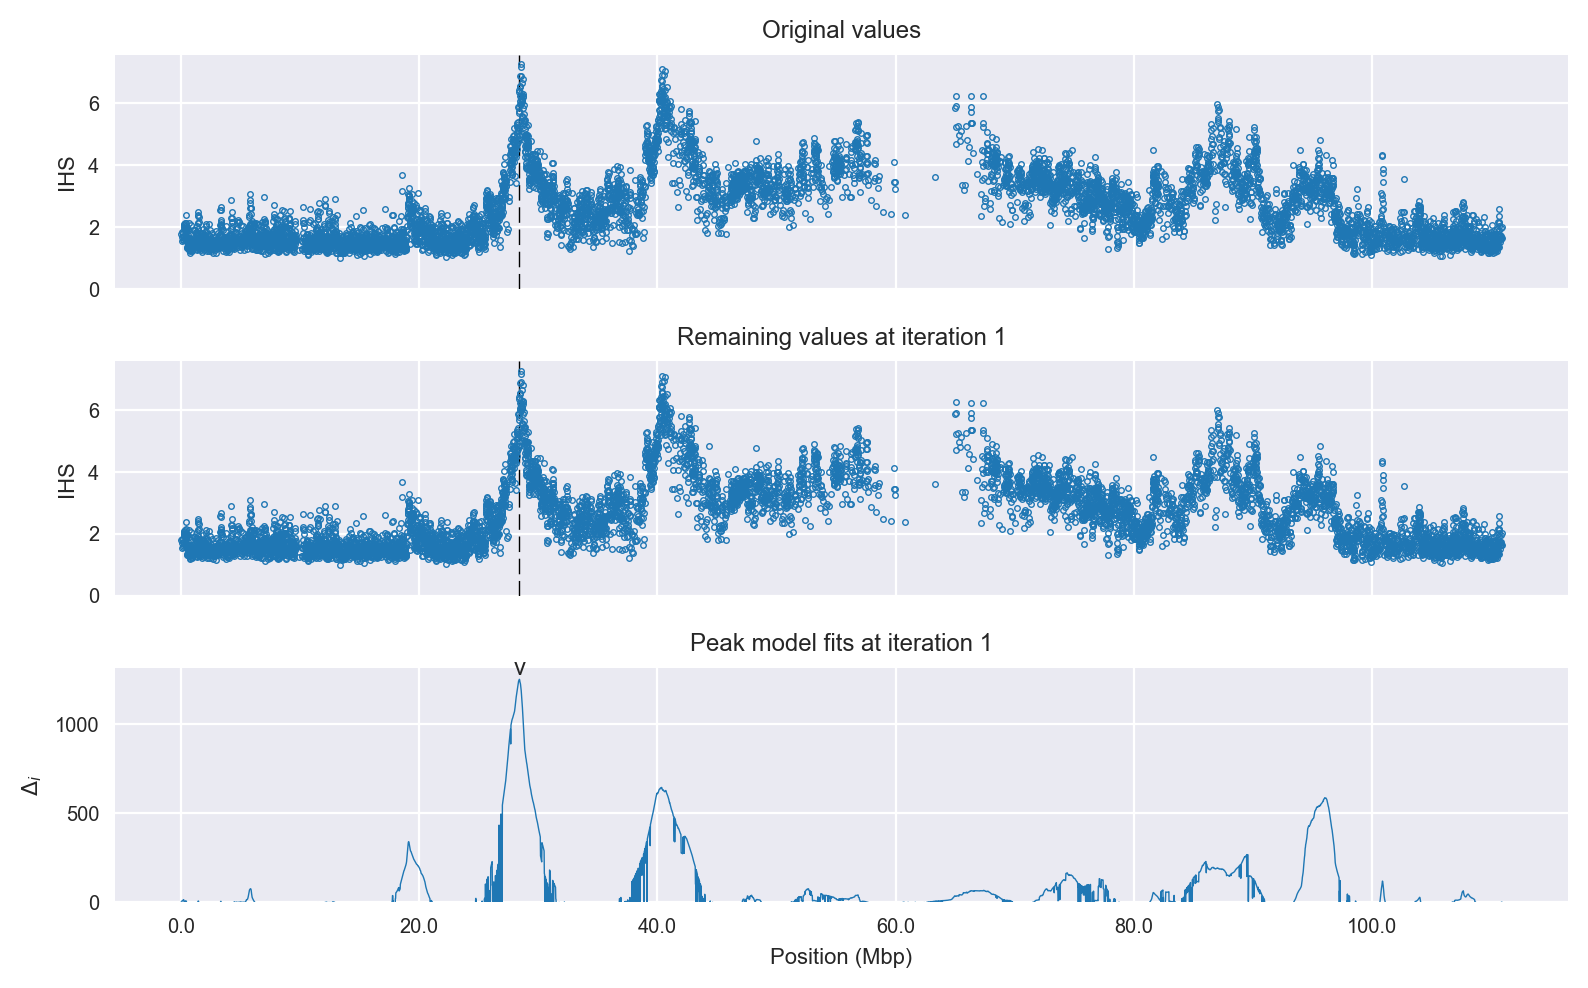 Original values
6
4
2
0
IHS
Remaining values at iteration 1
6
4
2
0
IHS
Peak model fits at iteration 1
v
1000
500
0
Δi
0.0 20.0 40.0 60.0 80.0 100.0
Position (Mbp)